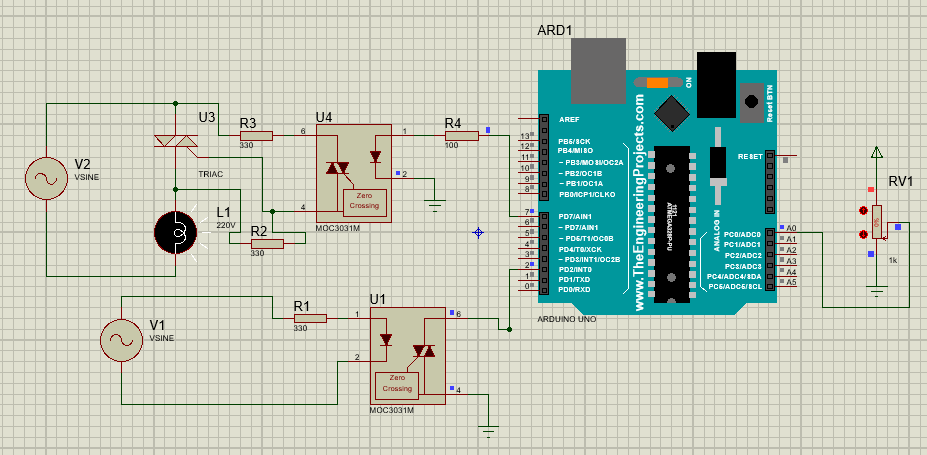 ARD1
www.TheEngineeringProjects.com
ON
Reset BTN
AREF
13
PB5/SCK
12
PB4/MISO
11
~ PB3/MOSI/OC2A
10
~ PB2/OC1B
9
~ PB1/OC1A
8
PB0/ICP1/CLKO
7
PD7/AIN1
6
~ PD7/AIN1
5
~ PD5/T1/OC0B
4
PD4/T0/XCK
3
~ PD3/INT1/OC2B
2
PD2/INT0
1
PD1/TXD
0
PD0/RXD
1121
ATMEGA328P-PU
ANALOG IN
RESET
PC0/ADC0
A0
PC1/ADC1
A1
PC2/ADC2
A2
PC3/ADC3
A3
PC4/ADC4/SDA
A4
PC5/ADC5/SCL
A5
ARDUINO UNO
RV1
1k
V2
VSINE
U3
TRIAC
L1
220V
R3
330
R2
330
U4
6
1
2
4
Zero
Crossing
MOC3031M
R4
100
V1
VSINE
R1
330
U1
1
6
2
4
Zero
Crossing
MOC3031M